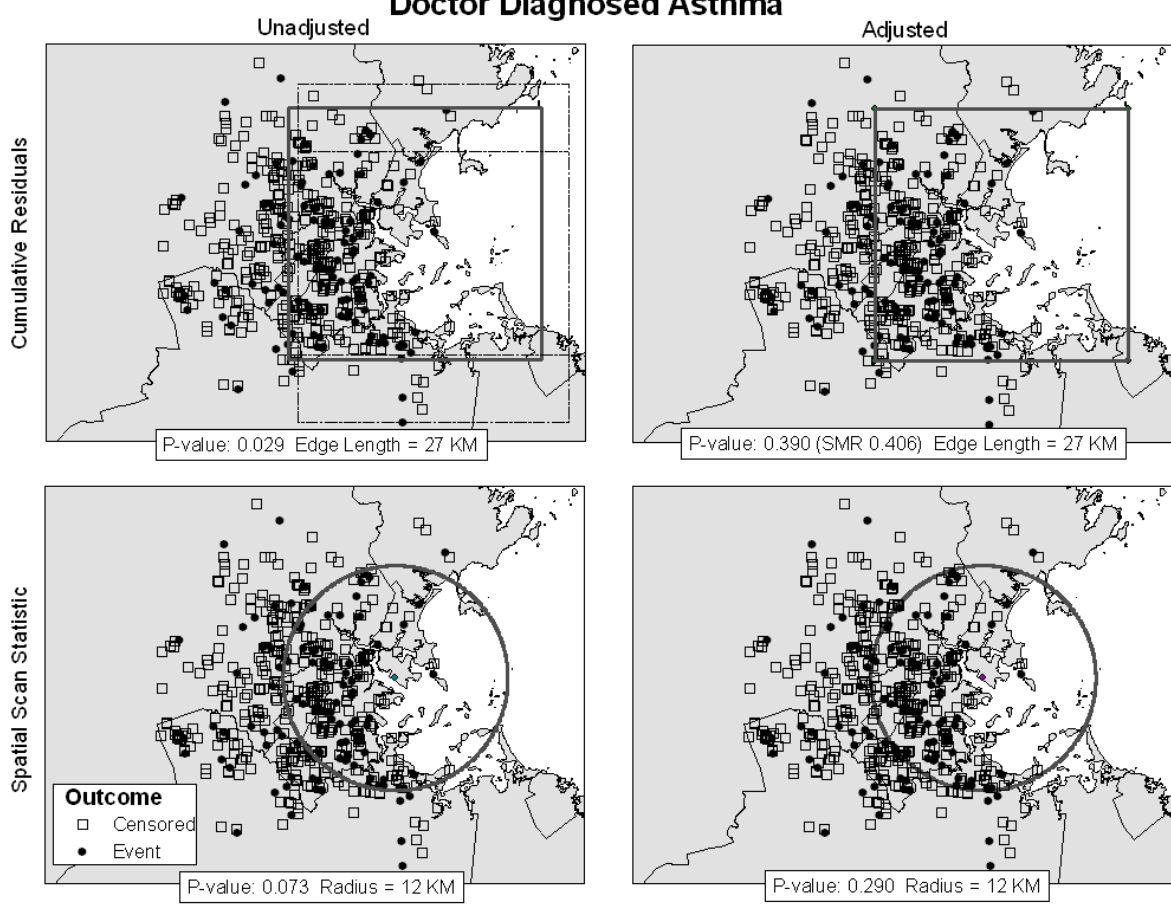 Doctor Diagnosed Asthma
Unadjusted
Adjusted
Cumulative Residuals
P-value: 0.029 Edge Length = 27 KM
P-value: 0.390 (SMR 0.406) Edge Length = 27 KM
Spatial Scan Statistic
Outcome
Censored
Event
P-value: 0.073 Radius = 12 KM
P-value: 0.290 Radius = 12 KM